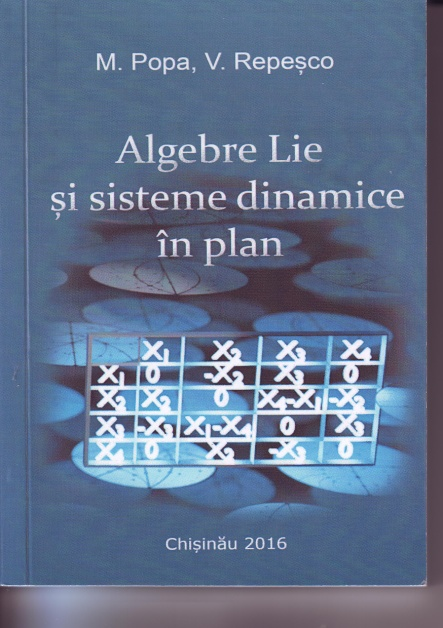 M. Popa, V. Repeșco
Algebre Lie
și sisteme dinamice
în plan
X₁ X₂ X₃ X₄
X₁ 0 -X₂ X₃ 0
X₂ X₂ 0 X₄-X₁ -X₂
X₃ -X₃ X₁-X₄ 0 X₃
X₄ 0 X₂ -X₃ 0
Chișinău 2016